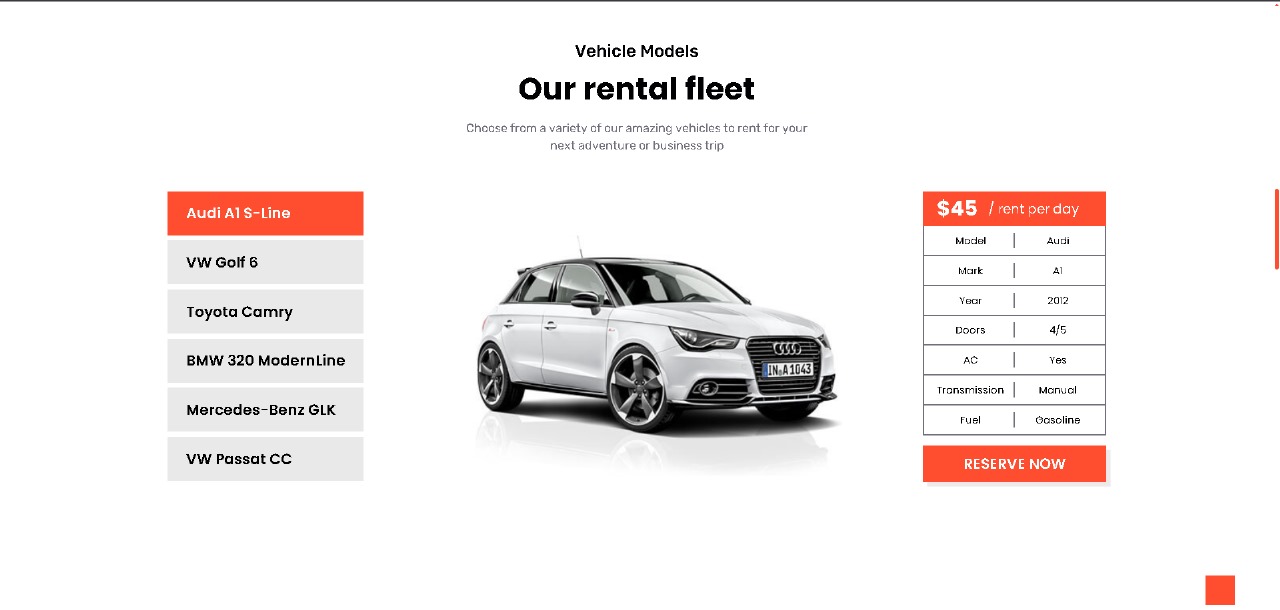 Vehicle Models
Our rental fleet
Choose from a variety of our amazing vehicles to rent for your
next adventure or business trip
Audi A1 S-Line
VW Golf 6
Toyota Camry
BMW 320 ModernLine
Mercedes-Benz GLK
VW Passat CC
IN A 1043
$45 / rent per day
Model | Audi
Mark | A1
Year | 2012
Doors | 4/5
AC | Yes
Transmission | Manual
Fuel | Gasoline
RESERVE NOW